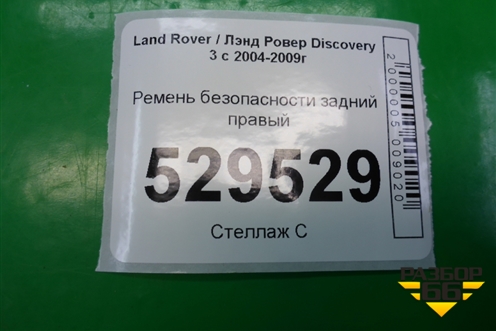 Land Rover / Лэнд Ровер Discovery
3 с 2004-2009г
Ремень безопасности задний
правый
529529
Стеллаж С
2000005009020
РАЗБОР
66